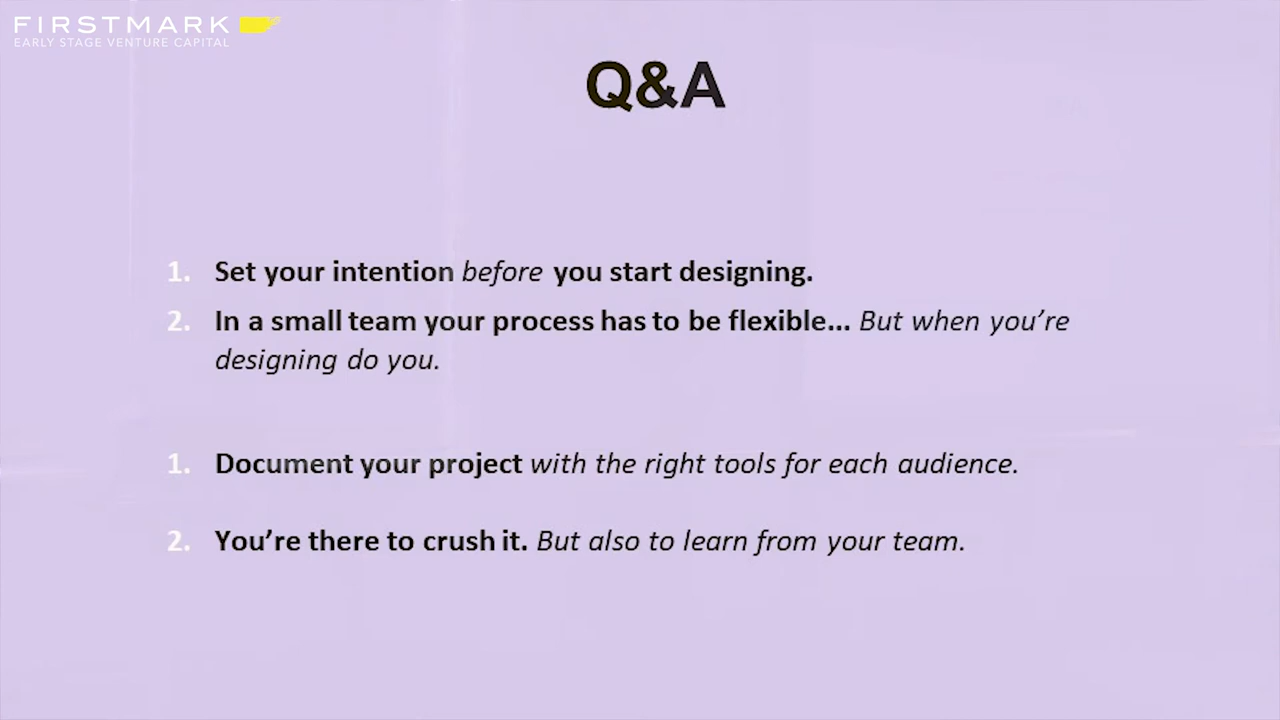 FIRSTMARK
EARLY STAGE VENTURE CAPITAL
Q&A
1. Set your intention before you start designing.
2. In a small team your process has to be flexible... But when you’re
designing do you.
1. Document your project with the right tools for each audience.
2. You’re there to crush it. But also to learn from your team.